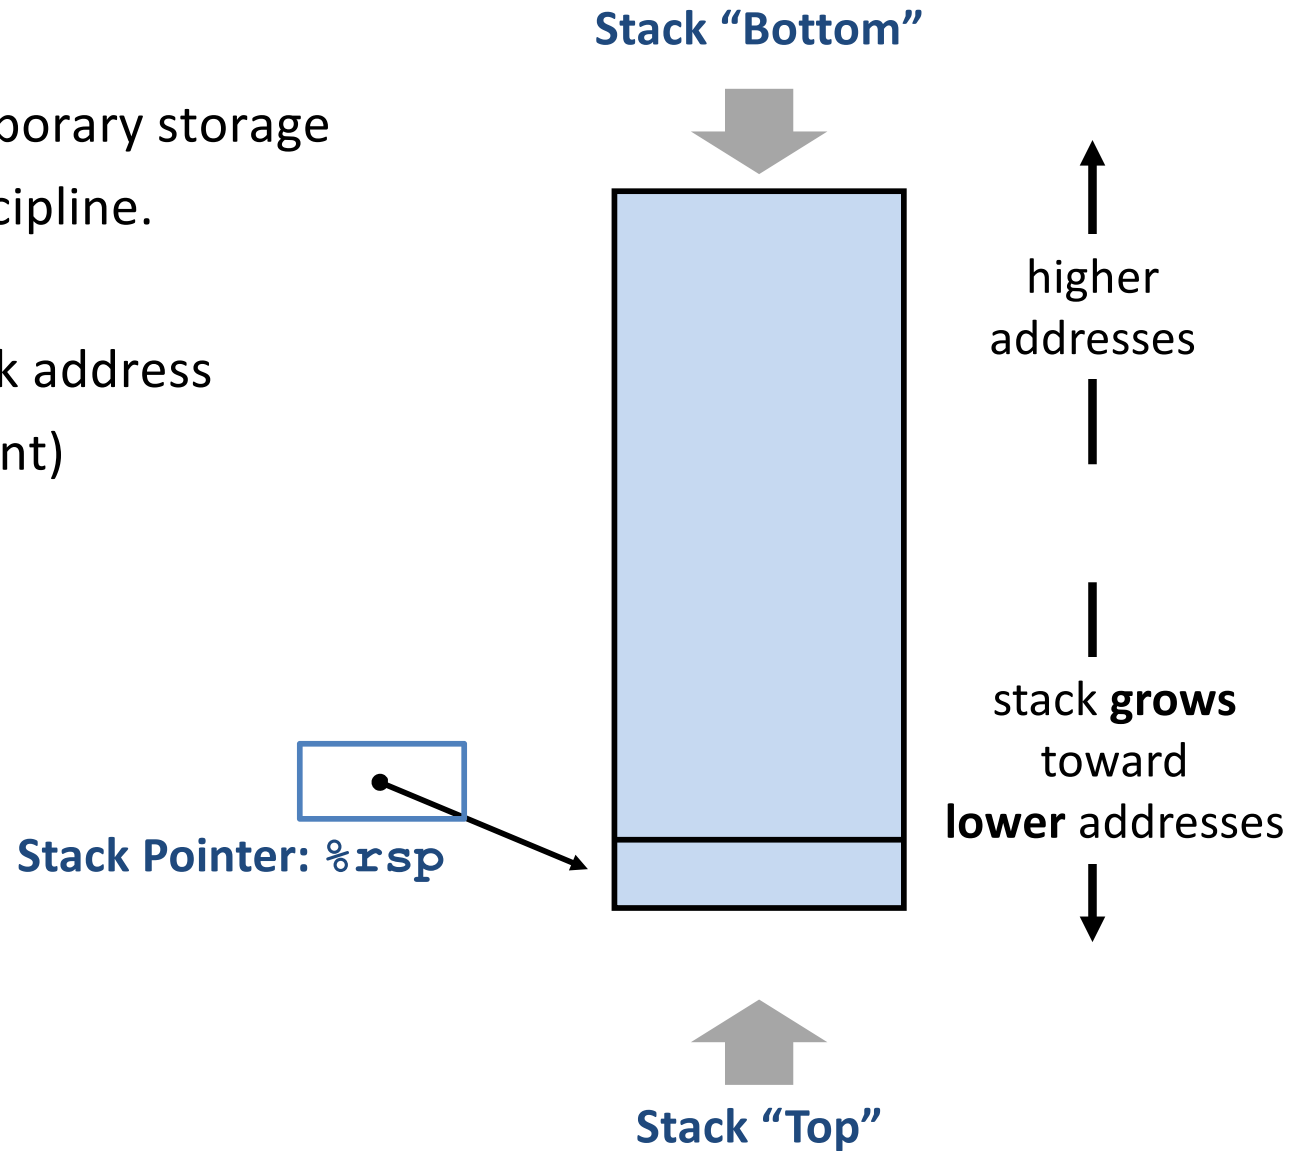 Stack “Bottom”
porary storage
cipline.
higher
addresses
k address
nt)
stack grows
toward
lower addresses
Stack Pointer: %rsp
Stack “Top”